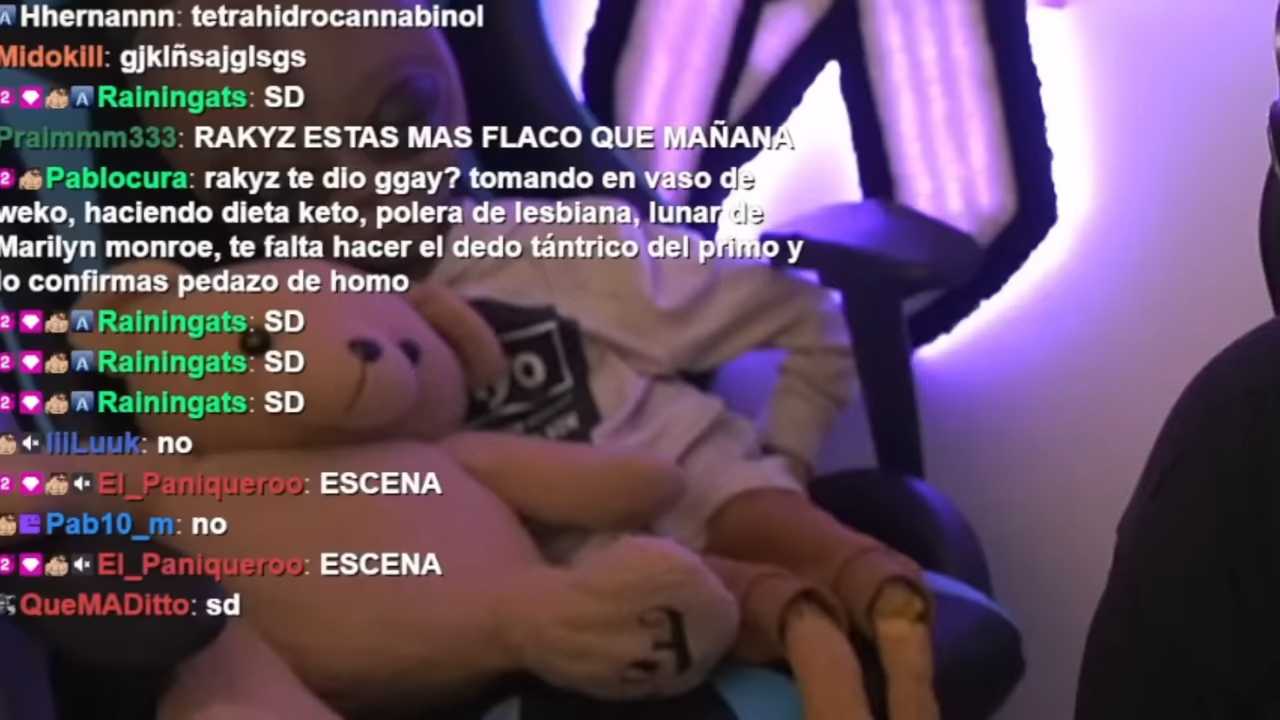 Hhernannn: tetrahidrocannabinol
Midokill: gjklñsajglsgs
Rainingats: SD
Praimmm333: RAKYZ ESTAS MAS FLACO QUE MAÑANA
Pablocura: rakyz te dio ggay? tomando en vaso de
weko, haciendo dieta keto, polera de lesbiana, lunar de
Marilyn monroe, te falta hacer el dedo tántrico del primo y
lo confirmas pedazo de homo
Rainingats: SD
Rainingats: SD
Rainingats: SD
IiiLuuk: no
El_Paniqueroo: ESCENA
Pab10_m: no
El_Paniqueroo: ESCENA
QueMADitto: sd